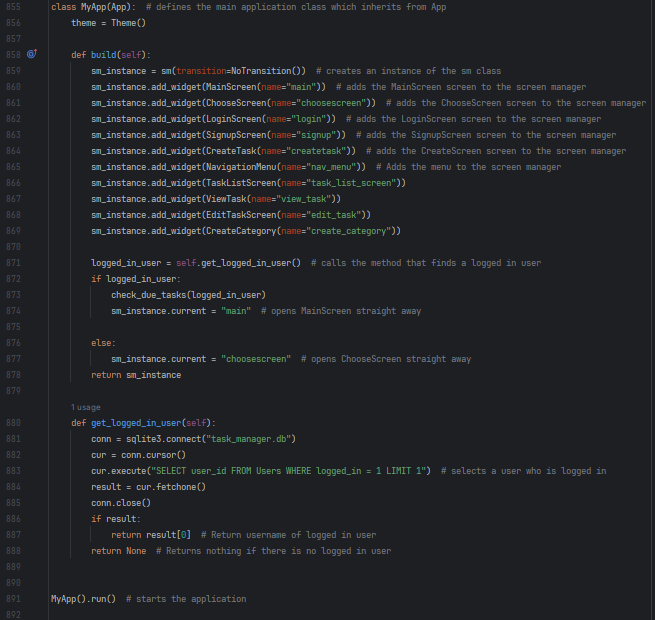 855 class MyApp(App):  # defines the main application class which inherits from App
856     theme = Theme()
857
858     def build(self):
859         sm_instance = sm(transition=NoTransition())  # creates an instance of the sm class
860         sm_instance.add_widget(MainScreen(name="main"))  # adds the MainScreen screen to the screen manager
861         sm_instance.add_widget(ChooseScreen(name="choosescreen"))  # adds the ChooseScreen screen to the screen manager
862         sm_instance.add_widget(LoginScreen(name="login"))  # adds the LoginScreen screen to the screen manager
863         sm_instance.add_widget(SignupScreen(name="signup"))  # adds the SignupScreen screen to the screen manager
864         sm_instance.add_widget(CreateTask(name="createtask"))  # adds the CreateScreen screen to the screen manager
865         sm_instance.add_widget(NavigationMenu(name="nav_menu"))  # Adds the menu to the screen manager
866         sm_instance.add_widget(TaskListScreen(name="task_list_screen"))
867         sm_instance.add_widget(ViewTask(name="view_task"))
868         sm_instance.add_widget(EditTaskScreen(name="edit_task"))
869         sm_instance.add_widget(CreateCategory(name="create_category"))
870
871         logged_in_user = self.get_logged_in_user()  # calls the method that finds a logged in user
872         if logged_in_user:
873             check_due_tasks(logged_in_user)
874             sm_instance.current = "main"  # opens MainScreen straight away
875
876         else:
877             sm_instance.current = "choosescreen"  # opens ChooseScreen straight away
878         return sm_instance
879
1 usage
880     def get_logged_in_user(self):
881         conn = sqlite3.connect("task_manager.db")
882         cur = conn.cursor()
883         cur.execute("SELECT user_id FROM Users WHERE logged_in = 1 LIMIT 1")  # selects a user who is logged in
884         result = cur.fetchone()
885         conn.close()
886         if result:
887             return result[0]  # Return username of logged in user
888         return None  # Returns nothing if there is no logged in user
889
890
891 MyApp().run()  # starts the application
892